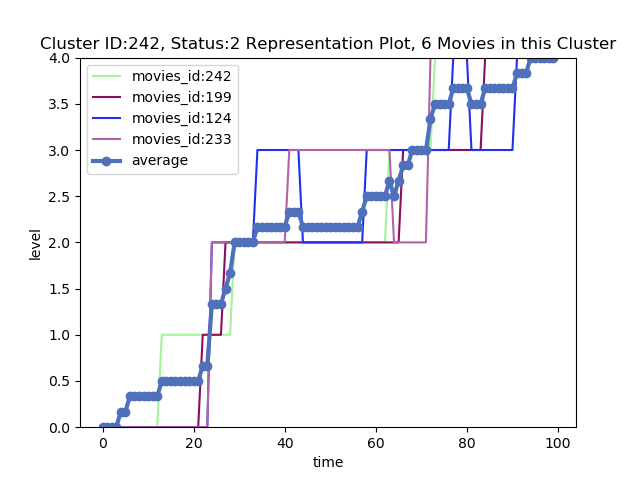 Cluster ID:242, Status:2 Representation Plot, 6 Movies in this Cluster
4.0
3.5
3.0
2.5
2.0
1.5
1.0
0.5
0.0
level
movies_id:242
movies_id:199
movies_id:124
movies_id:233
average
0 20 40 60 80 100
time